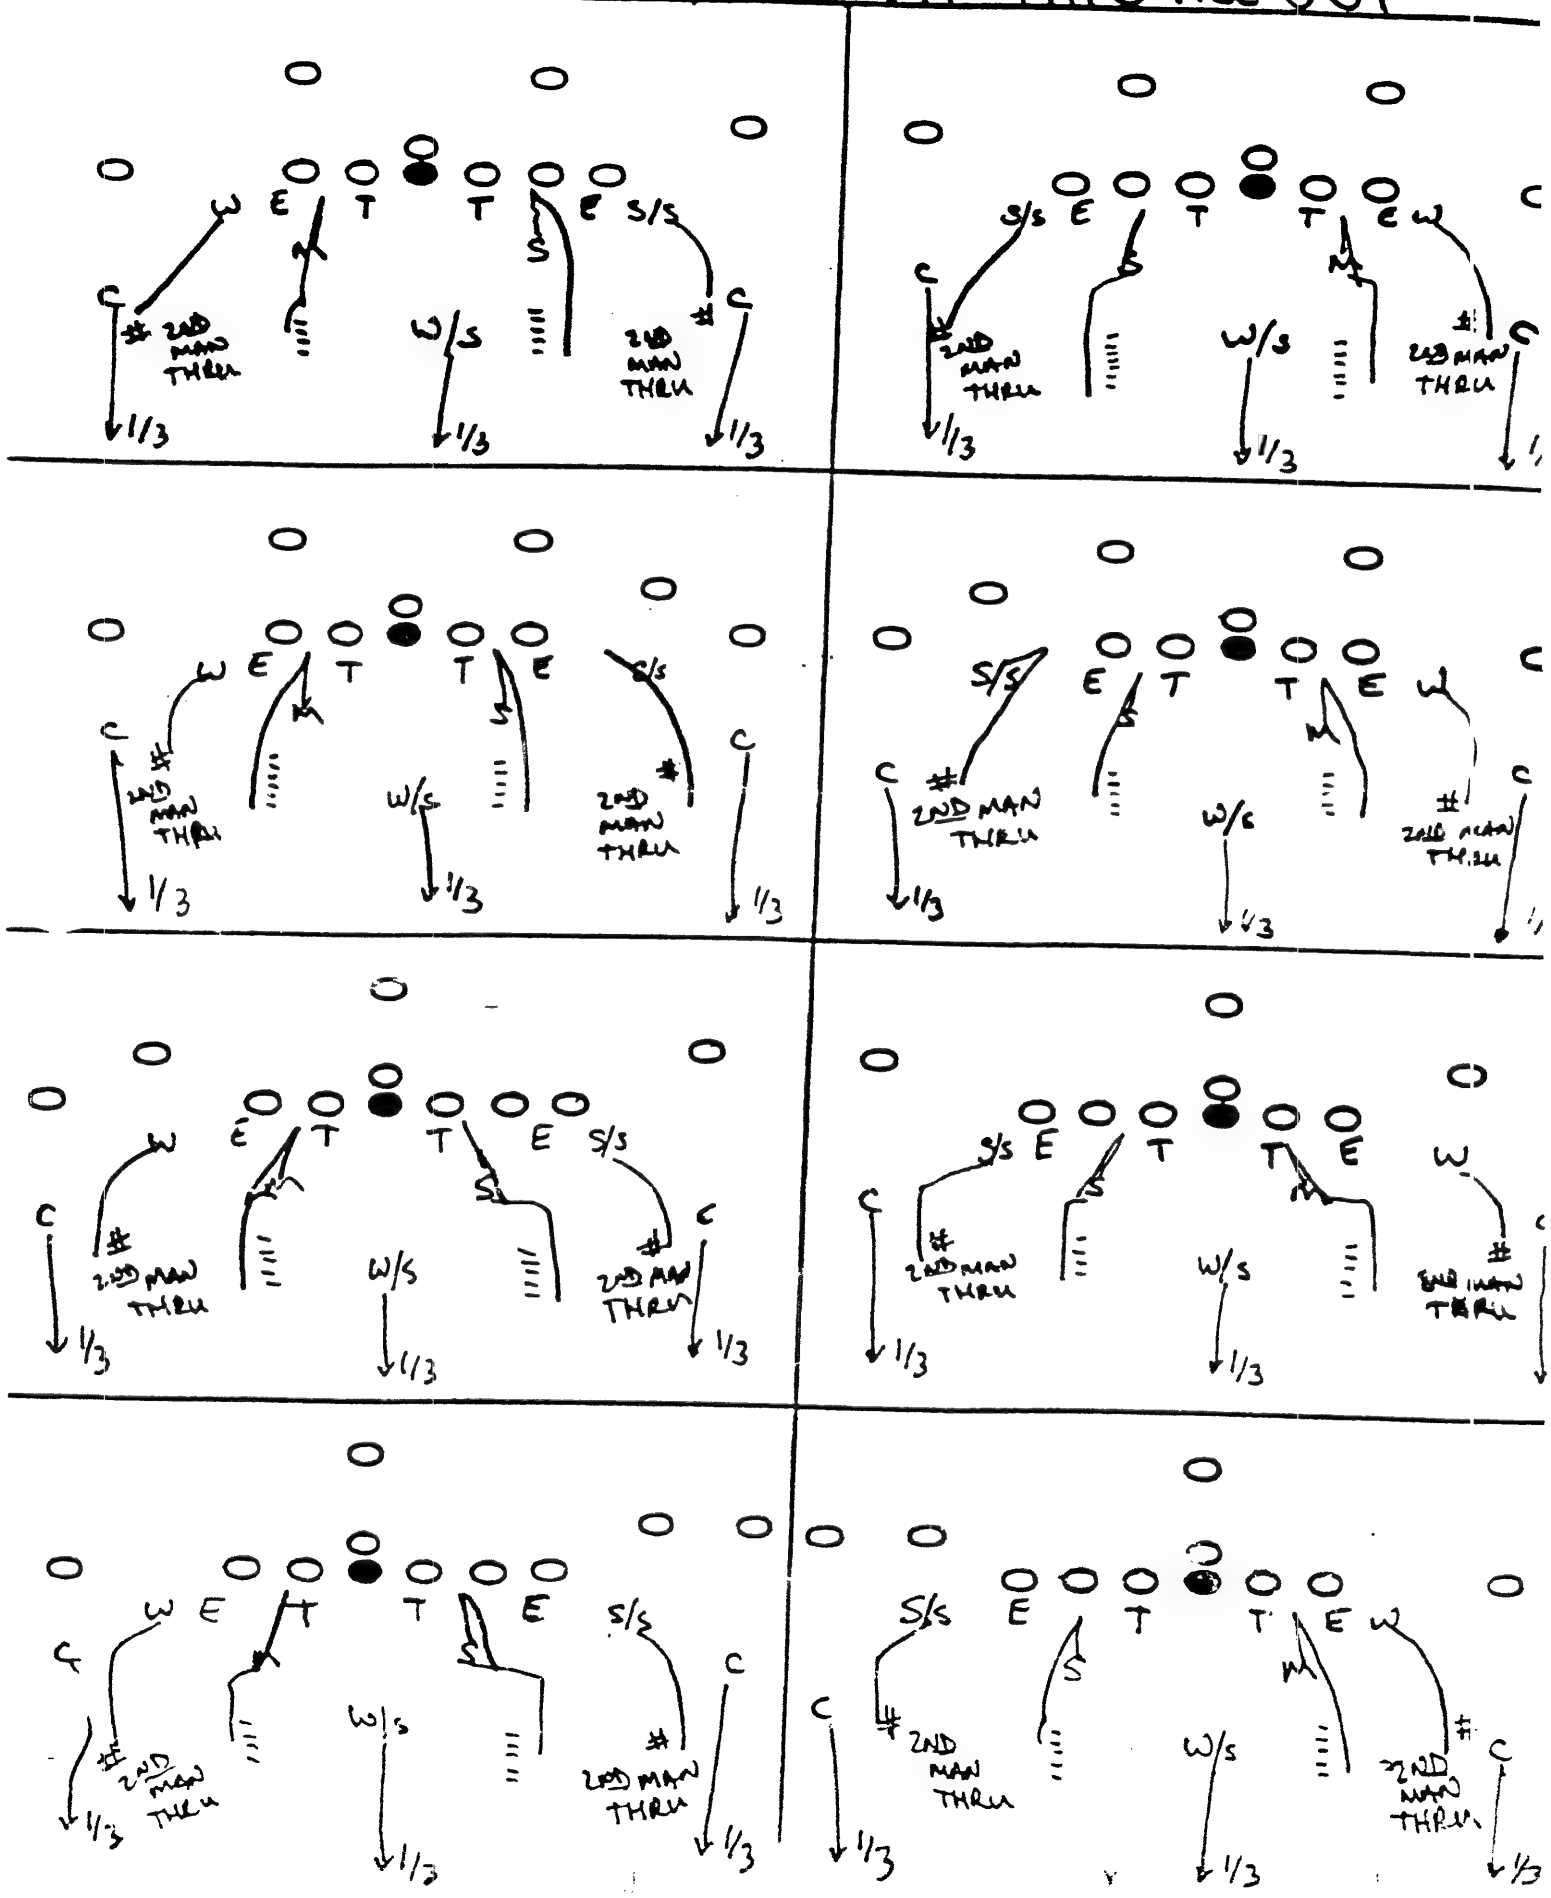 W E T T E S/S
M S
C C
# 2ND MAN THRU W/S 2ND MAN THRU #
1/3 1/3 1/3
S/S E T T E W
S M
C C
# 2ND MAN THRU W/S # 2ND MAN THRU
1/3 1/3
W E T T E S/S
M S
C C
# 2ND MAN THRU W/S # 2ND MAN THRU
1/3 1/3 1/3
S/S E T T E W
S M
C C
# 2ND MAN THRU W/S # 2ND MAN THRU
1/3 1/3
W E T T E S/S
M S
C C
# 2ND MAN THRU W/S # 2ND MAN THRU
1/3 1/3 1/3
S/S E T T E W
S M
C C
# 2ND MAN THRU W/S # 2ND MAN THRU
1/3 1/3
W E T T E S/S
M S
C C
# 2ND MAN THRU W/S # 2ND MAN THRU
1/3 1/3 1/3
S/S E T T E W
S M
C C
# 2ND MAN THRU W/S # 2ND MAN THRU
1/3 1/3 1/3